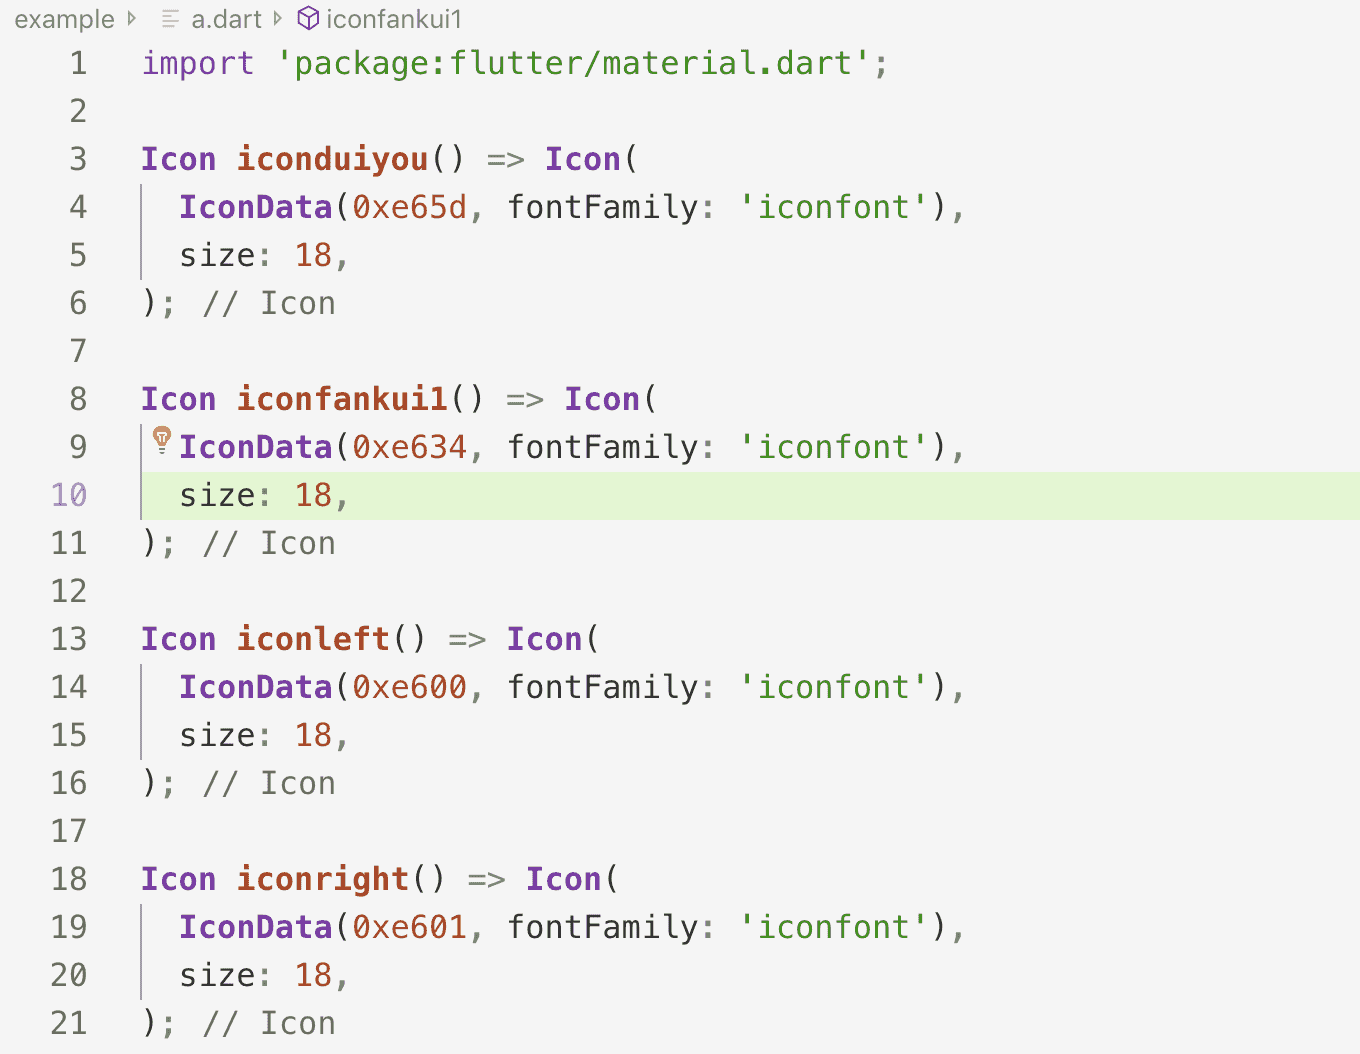 example a.dart iconfankui1
1 import 'package:flutter/material.dart';
2
3 Icon iconduiyou() => Icon(
4 IconData(0xe65d, fontFamily: 'iconfont'),
5 size: 18,
6 ); // Icon
7
8 Icon iconfankui1() => Icon(
9 IconData(0xe634, fontFamily: 'iconfont'),
10 size: 18,
11 ); // Icon
12
13 Icon iconleft() => Icon(
14 IconData(0xe600, fontFamily: 'iconfont'),
15 size: 18,
16 ); // Icon
17
18 Icon iconright() => Icon(
19 IconData(0xe601, fontFamily: 'iconfont'),
20 size: 18,
21 ); // Icon